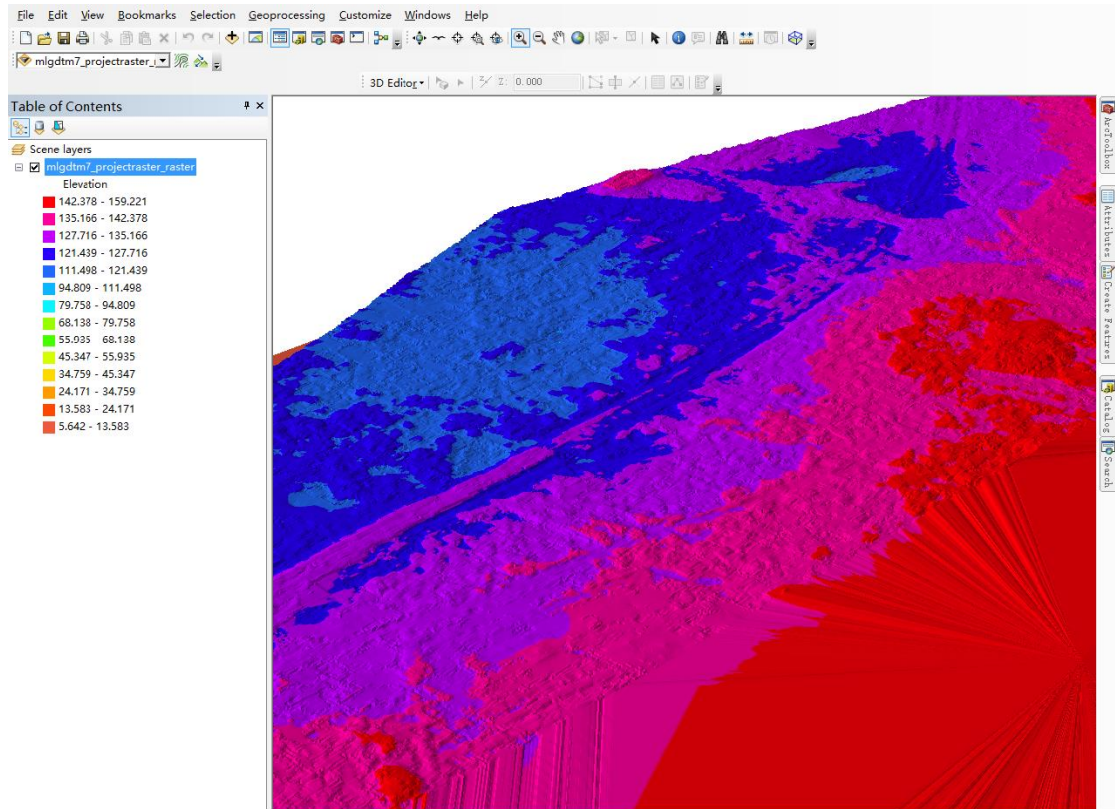 File Edit View Bookmarks Selection Geoprocessing Customize Windows Help
mlgdtm7_projectraster_
3D Editor Z: 0.000
Table of Contents
Scene layers
mlgdtm7_projectraster_raster
Elevation
142.378 - 159.221
135.166 - 142.378
127.716 - 135.166
121.439 - 127.716
111.498 - 121.439
94.809 - 111.498
79.758 - 94.809
68.138 - 79.758
55.935 68.138
45.347 - 55.935
34.759 - 45.347
24.171 - 34.759
13.583 - 24.171
5.642 - 13.583
ArcToolbox
Attributes
Create Features
Catalog
Search